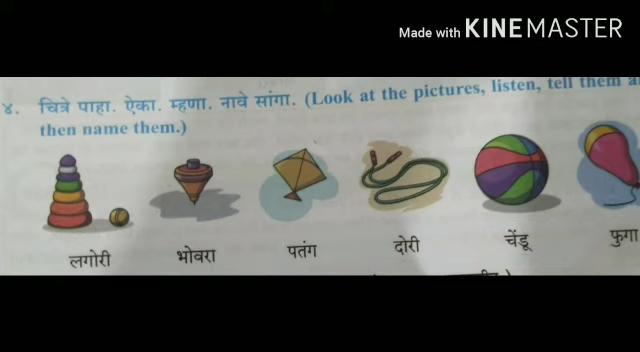 Made with KINEMASTER
४. चित्रे पाहा. ऐका. म्हणा. नावे सांगा. (Look at the pictures, listen, tell them
then name them.)
लगोरी भोवरा पतंग दोरी चेंडू फुगा